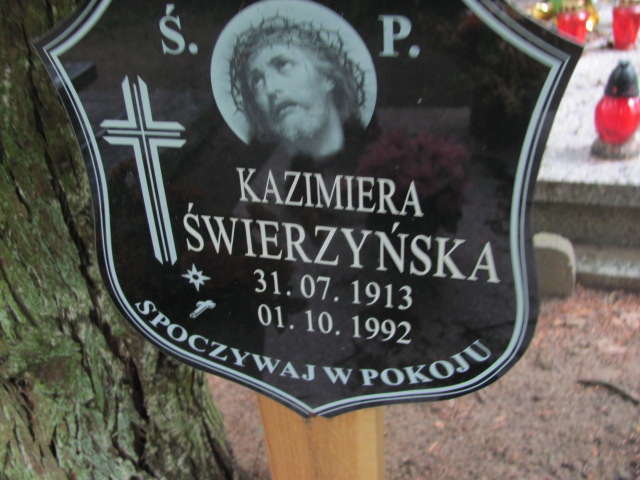 Ś. P.
KAZIMIERA
ŚWIERZYŃSKA
31. 07. 1913
01. 10. 1992
SPOCZYWAJ W POKOJU